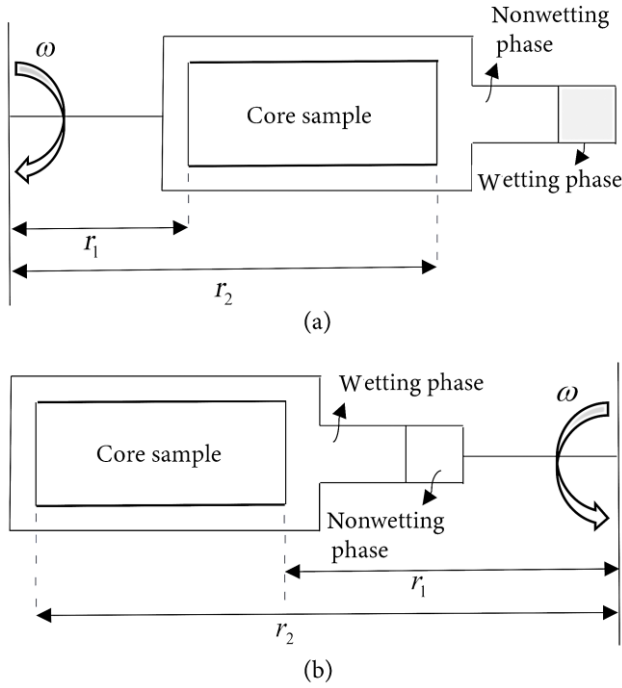 Nonwetting
phase
ω
Core sample
Wetting phase
r₁
r₂
(a)
Wetting phase
ω
Core sample
Nonwetting
phase
r₁
r₂
(b)